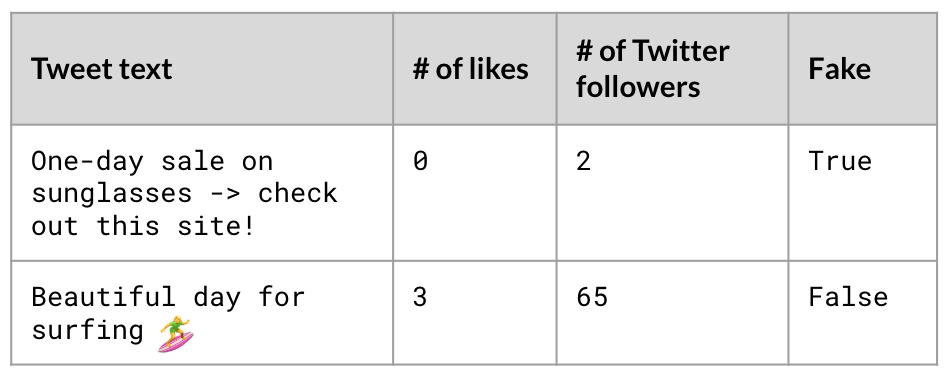 Tweet text
# of likes
# of Twitter
followers
Fake
One-day sale on
sunglasses -> check
out this site!
0
2
True
Beautiful day for
surfing 🏄
3
65
False